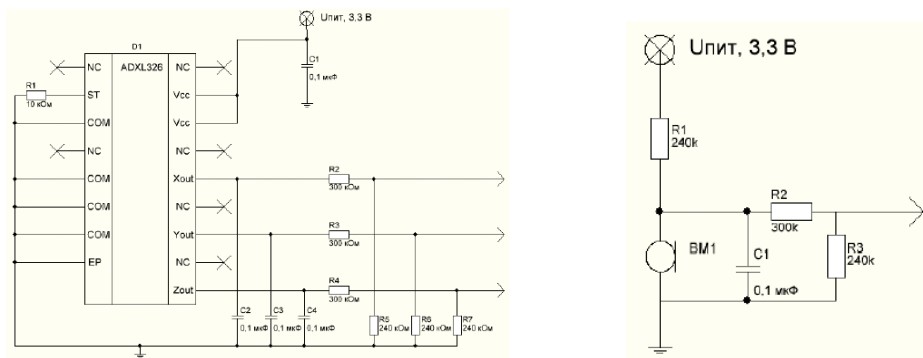 Uпит, 3,3 В
D1
ADXL326
C1
0,1 мкФ
NC
NC
R1
10 кОм
ST
Vcc
COM
Vcc
NC
NC
COM
Xout
R2
300 кОм
COM
NC
COM
Yout
R3
300 кОм
EP
NC
Zout
R4
300 кОм
C2
0,1 мкФ
C3
0,1 мкФ
C4
0,1 мкФ
R5
240 кОм
R6
240 кОм
R7
240 кОм
Uпит, 3,3 В
R1
240k
R2
300k
BM1
C1
0,1 мкФ
R3
240k